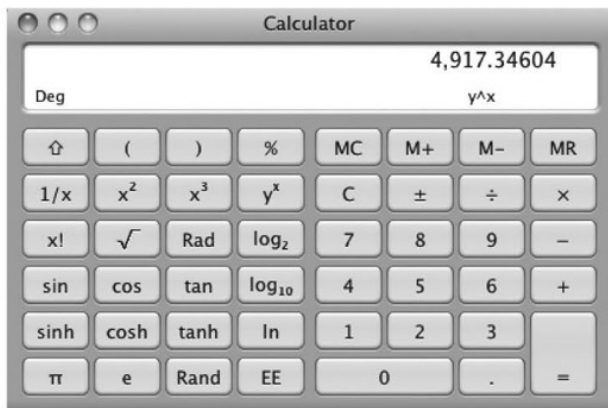 Calculator
4,917.34604
Deg y^x
⇧ ( ) % MC M+ M− MR
1/x x² x³ yˣ C ± ÷ ×
x! √ Rad log₂ 7 8 9 −
sin cos tan log₁₀ 4 5 6 +
sinh cosh tanh ln 1 2 3
π e Rand EE 0 . =